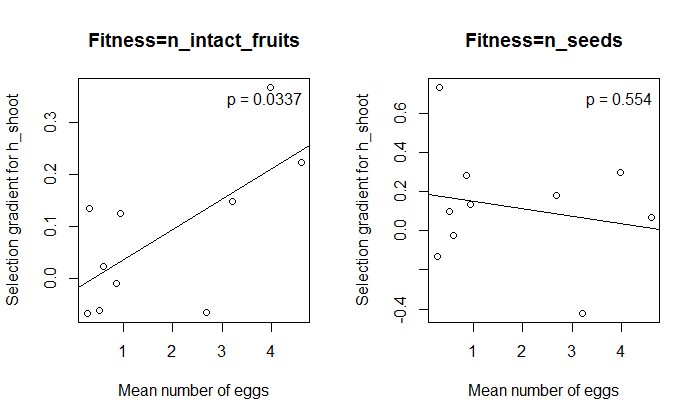 Fitness=n_intact_fruits
p = 0.0337
Selection gradient for h_shoot
0.3
0.2
0.1
0.0
1 2 3 4
Mean number of eggs
Fitness=n_seeds
p = 0.554
Selection gradient for h_shoot
0.6
0.4
0.2
0.0
-0.4
1 2 3 4
Mean number of eggs